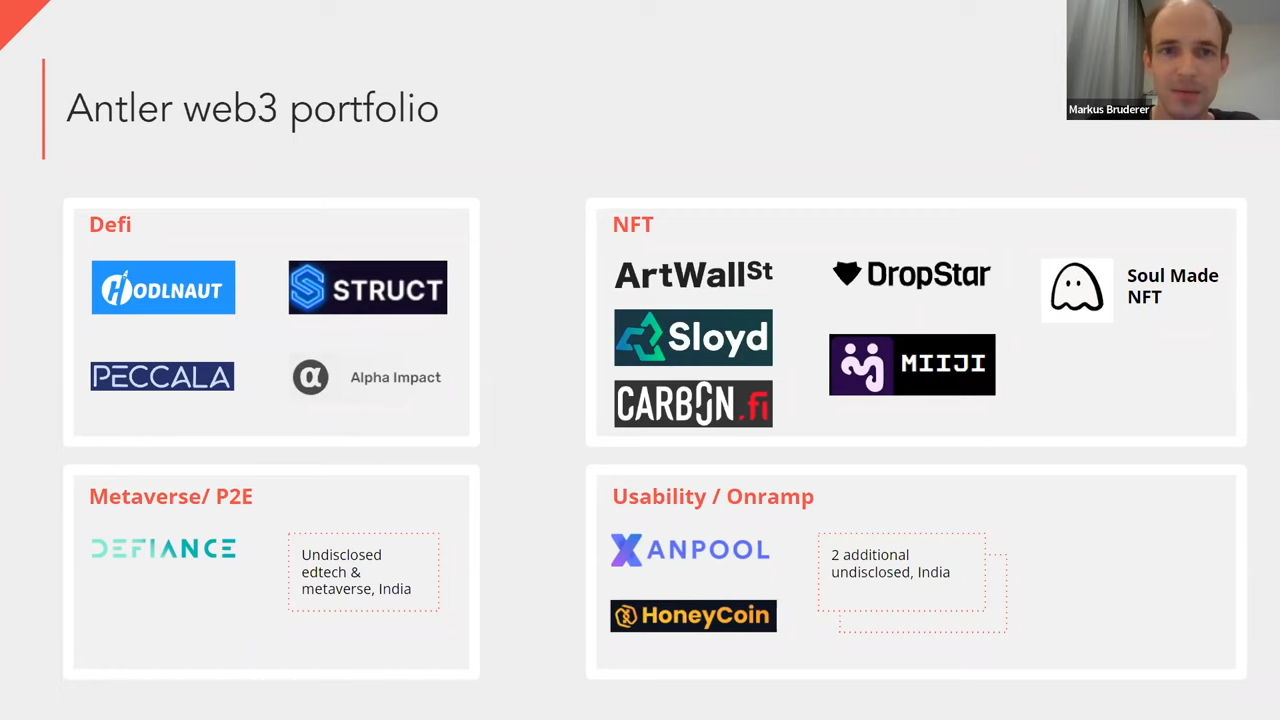 Antler web3 portfolio
Markus Bruderer
Defi
HODLNAUT
STRUCT
PECCALA
α
Alpha Impact
NFT
ArtWallSt
DropStar
Soul Made
NFT
Sloyd
MIIJI
CARBON.fi
Metaverse/ P2E
DEFIANCE
Undisclosed
edtech &
metaverse, India
Usability / Onramp
XANPOOL
2 additional
undisclosed, India
HoneyCoin